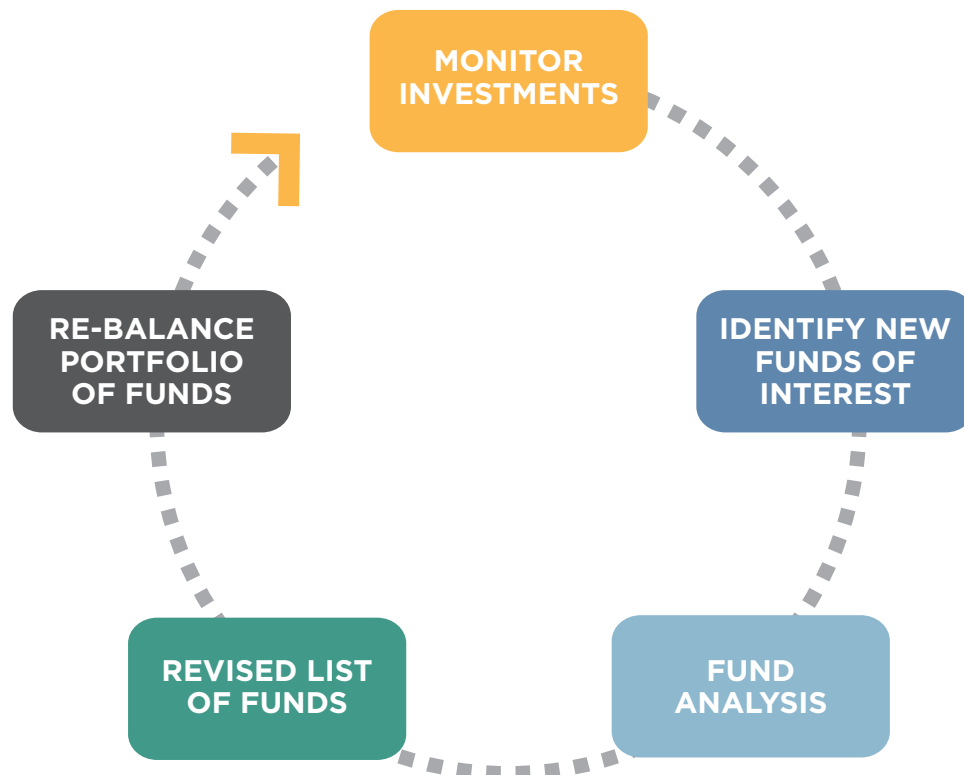 MONITOR
INVESTMENTS
IDENTIFY NEW
FUNDS OF
INTEREST
FUND
ANALYSIS
REVISED LIST
OF FUNDS
RE-BALANCE
PORTFOLIO
OF FUNDS